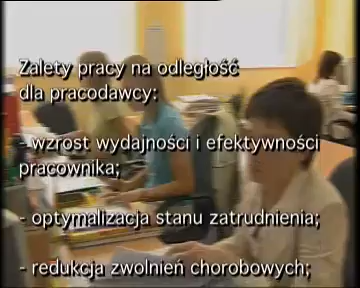 Zalety pracy na odległość
dla pracodawcy:
- wzrost wydajności i efektywności
pracownika;
- optymalizacja stanu zatrudnienia;
- redukcja zwolnień chorobowych;